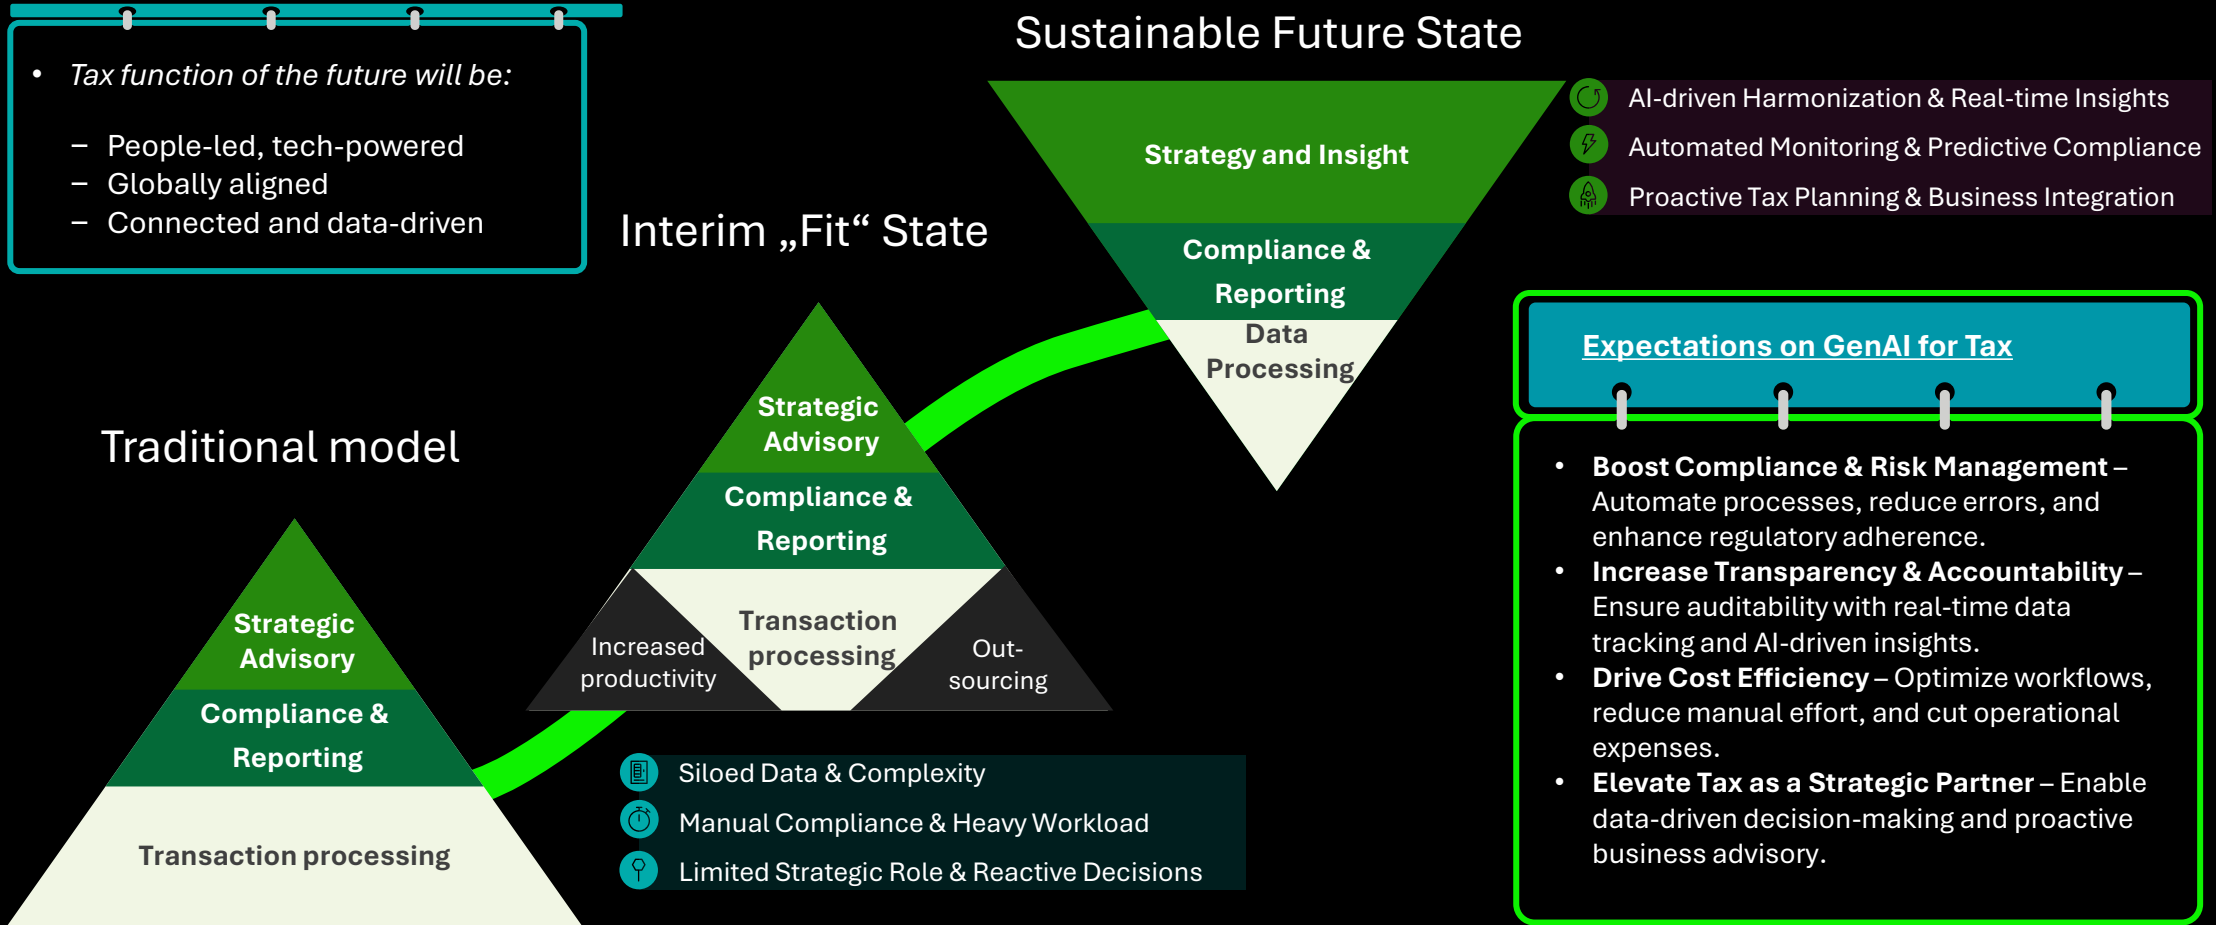 Sustainable Future State
• Tax function of the future will be:
– People-led, tech-powered
– Globally aligned
– Connected and data-driven
Interim „Fit“ State
Traditional model
Strategy and Insight
Compliance &
Reporting
Data
Processing
AI-driven Harmonization & Real-time Insights
Automated Monitoring & Predictive Compliance
Proactive Tax Planning & Business Integration
Strategic
Advisory
Compliance &
Reporting
Increased
productivity
Transaction
processing
Out-
sourcing
Strategic
Advisory
Compliance &
Reporting
Transaction processing
Siloed Data & Complexity
Manual Compliance & Heavy Workload
Limited Strategic Role & Reactive Decisions
Expectations on GenAI for Tax
• Boost Compliance & Risk Management –
Automate processes, reduce errors, and
enhance regulatory adherence.
• Increase Transparency & Accountability –
Ensure auditability with real-time data
tracking and AI-driven insights.
• Drive Cost Efficiency – Optimize workflows,
reduce manual effort, and cut operational
expenses.
• Elevate Tax as a Strategic Partner – Enable
data-driven decision-making and proactive
business advisory.